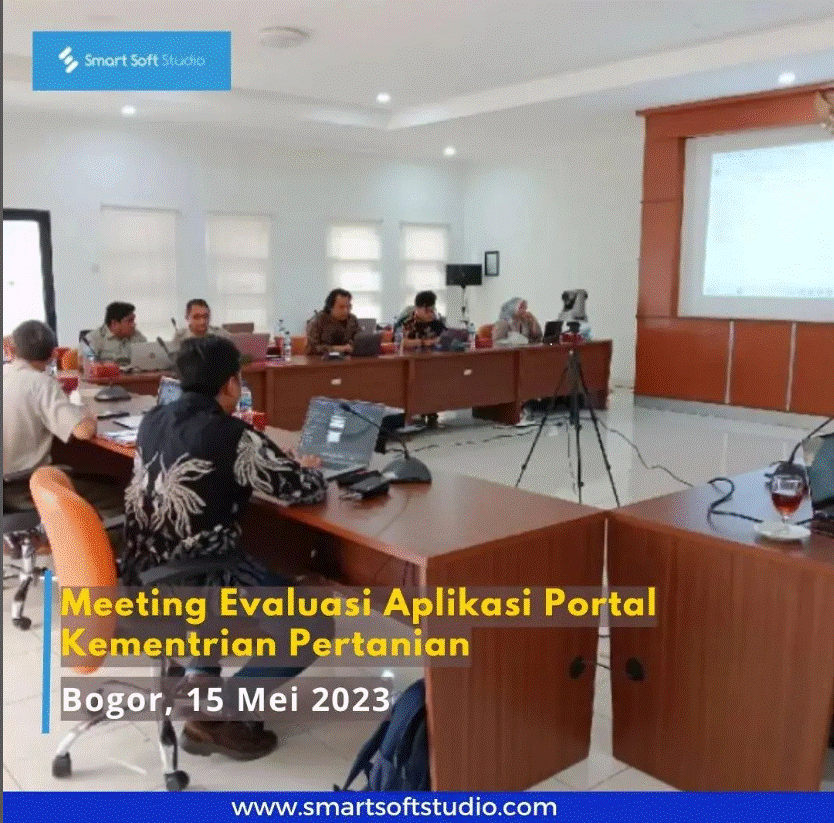 Smart Soft Studio
Meeting Evaluasi Aplikasi Portal
Kementrian Pertanian
Bogor, 15 Mei 2023
www.smartsoftstudio.com